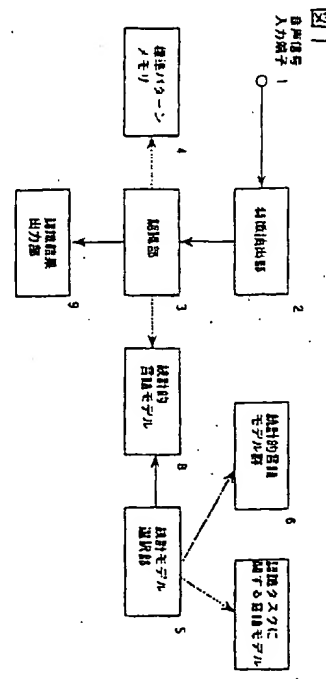 図1
音声信号
入力端子
1
特徴抽出部
2
認識部
3
標準パターン
メモリ
4
認識結果
出力部
9
統計的
言語モデル
8
統計モデル
選択部
5
統計的言語
モデル群
6
認識タスクに
関する言語モデル